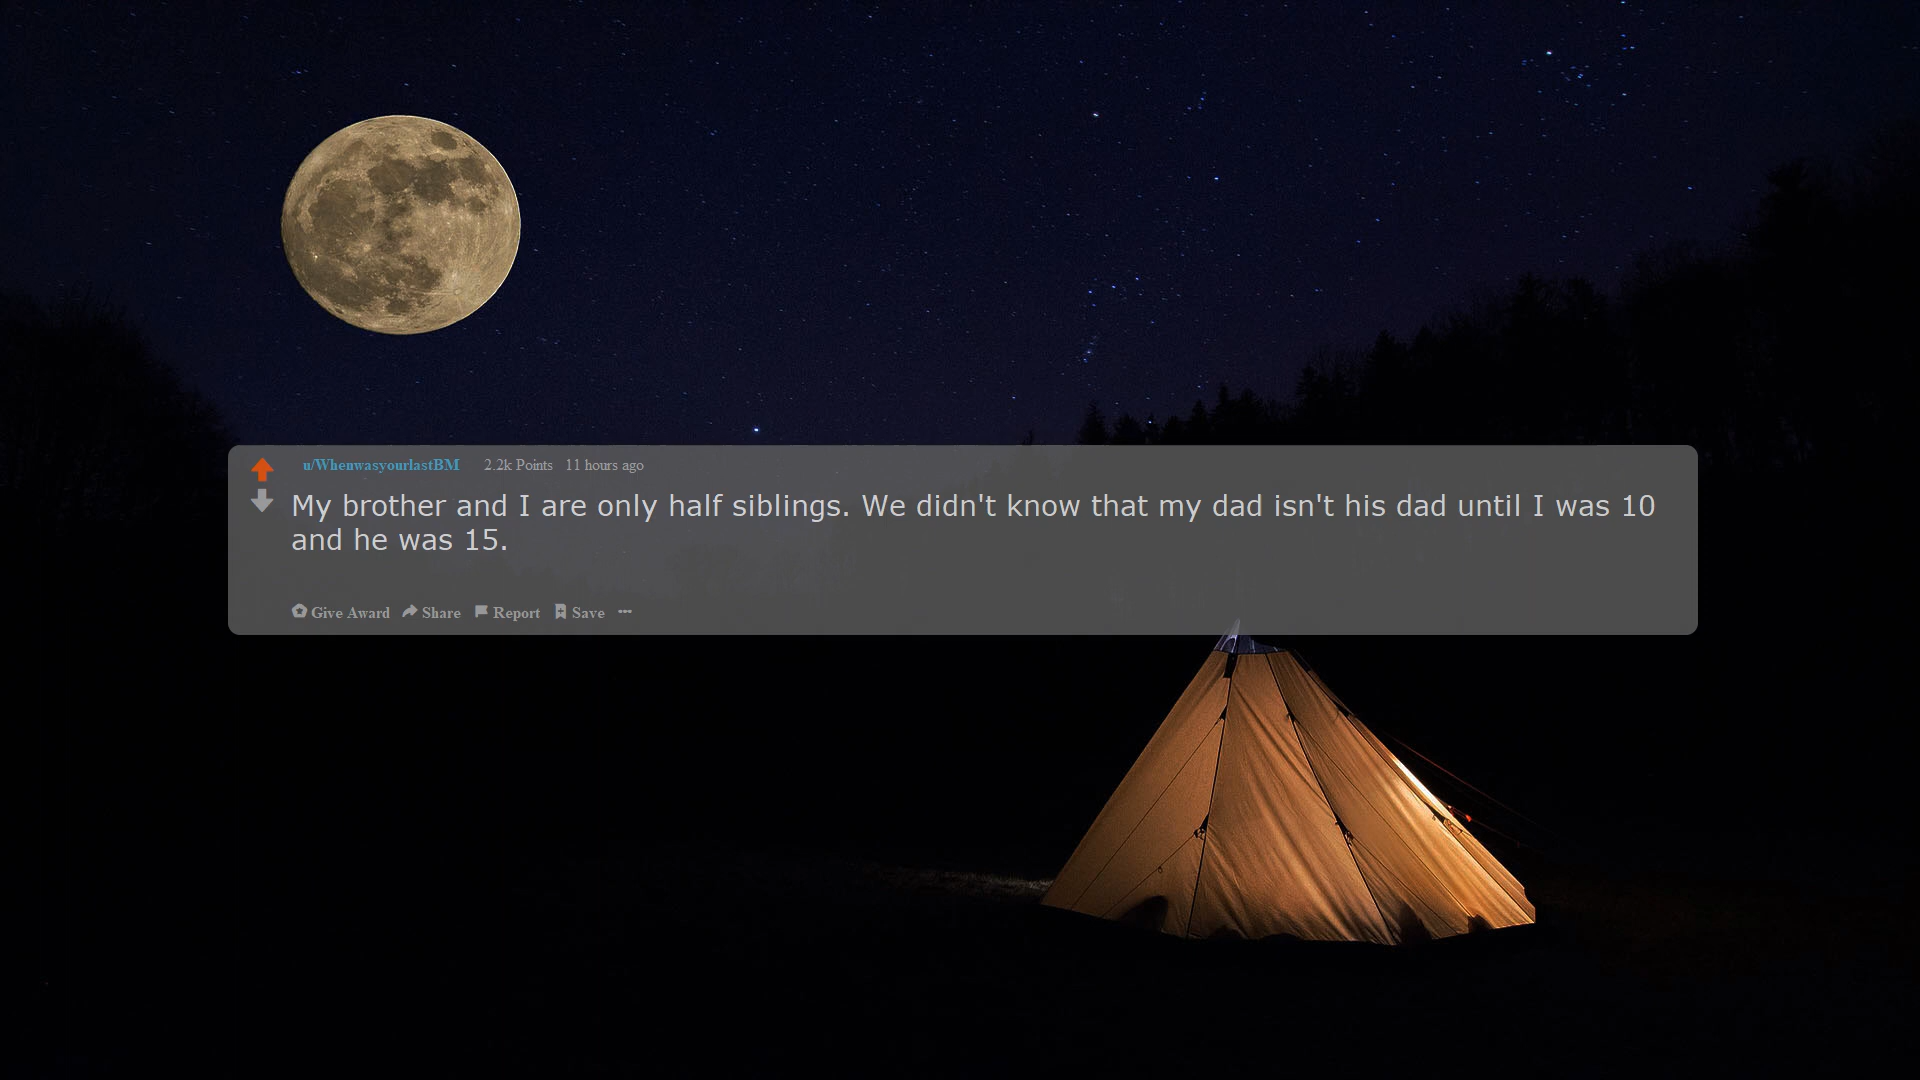 u/WhenwasyourlastBM 2.2k Points 11 hours ago
My brother and I are only half siblings. We didn't know that my dad isn't his dad until I was 10
and he was 15.
Give Award Share Report Save